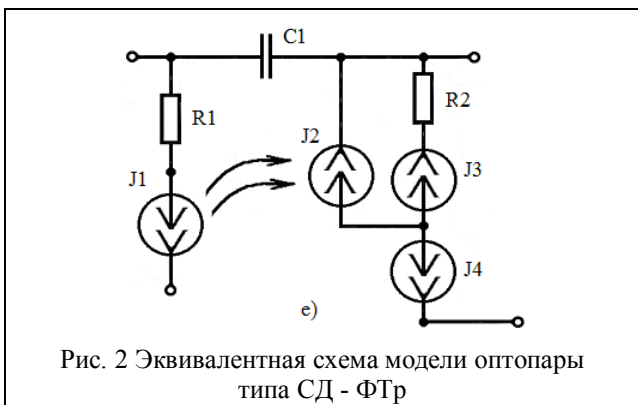 C1
R1
R2
J2
J1
J3
J4
е)
Рис. 2 Эквивалентная схема модели оптопары
типа СД - ФТр